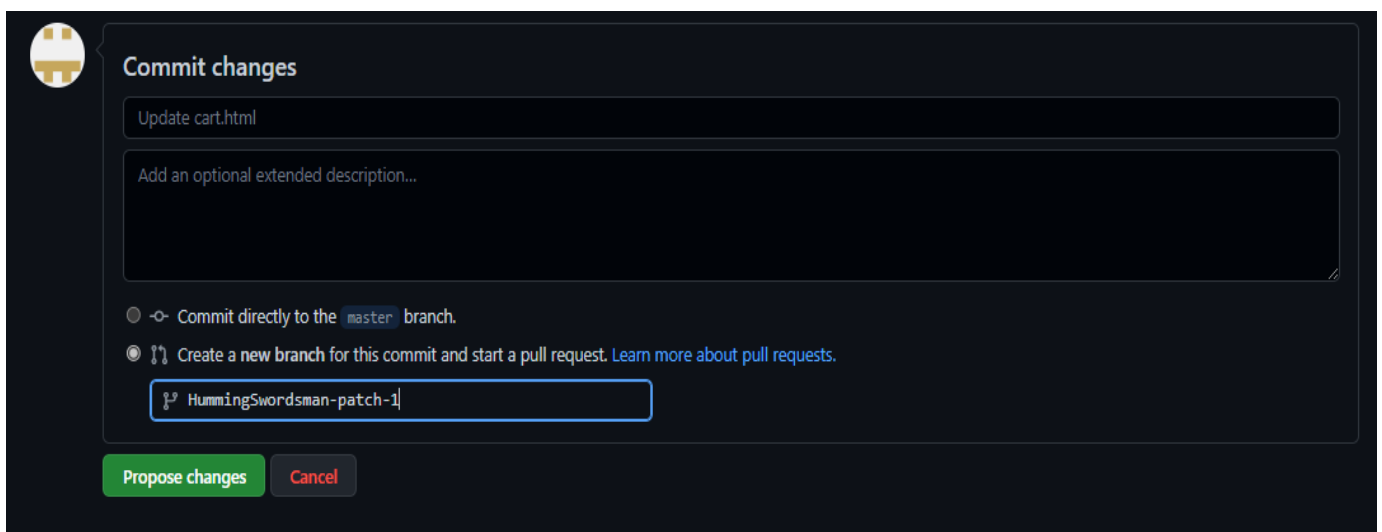 Commit changes
Update cart.html
Add an optional extended description...
Commit directly to the master branch.
Create a new branch for this commit and start a pull request. Learn more about pull requests.
HummingSwordsman-patch-1
Propose changes Cancel